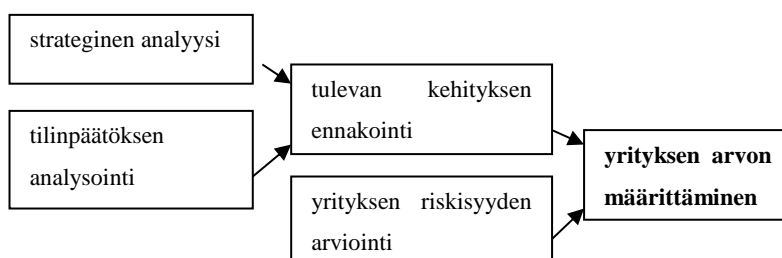 strateginen analyysi
tilinpäätöksen
analysointi
tulevan kehityksen
ennakointi
yrityksen riskisyyden
arviointi
yrityksen arvon
määrittäminen